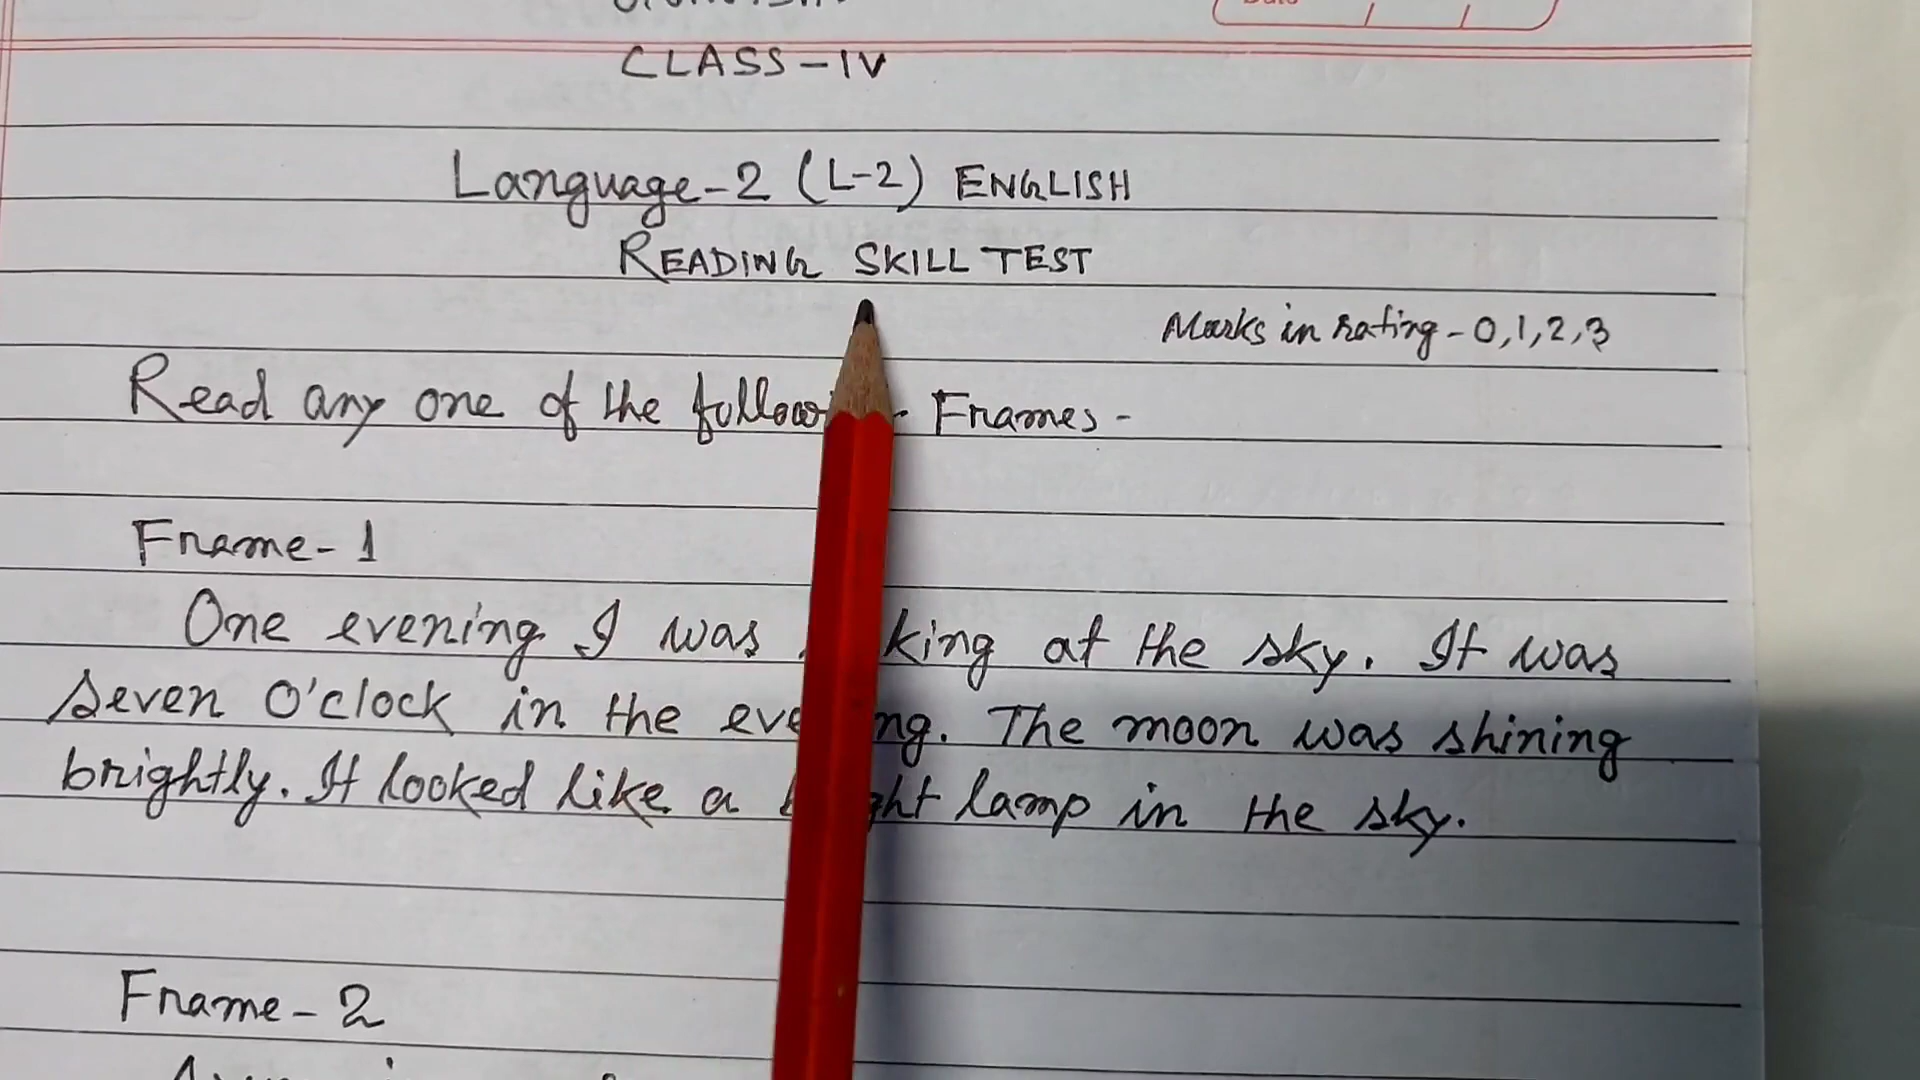 CLASS-IV
Language-2 (L-2) ENGLISH
READING SKILL TEST
Marks in rating - 0,1,2,3
Read any one of the Frames -
Frame-1
One evening I was at the sky. It was
seven O'clock in the The moon was shining
brightly. It looked like a lamp in the sky.
Frame-2